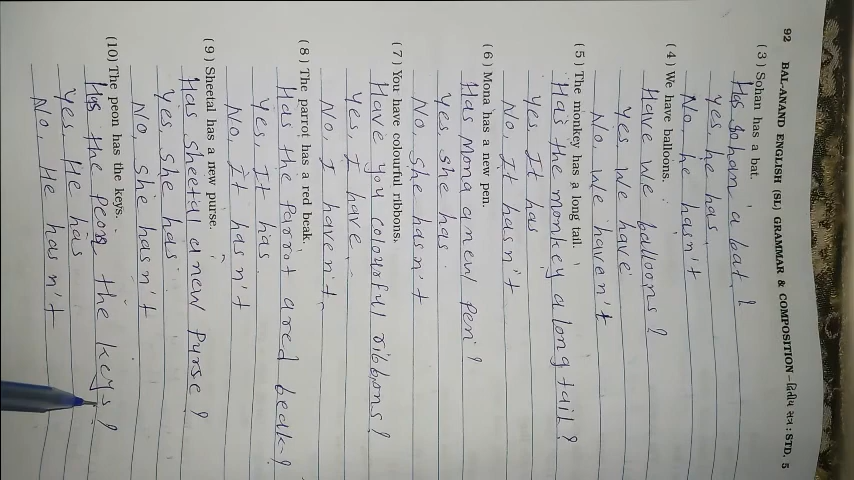 92 BAL-ANAND ENGLISH (SL) GRAMMAR & COMPOSITION – દ્વિતીય સત્ર : STD. 5
(3) Sohan has a bat.
Has Sohan a bat?
Yes, he has.
No, he hasn't
(4) We have balloons.
Have we balloons?
Yes, we have
No, we haven't
(5) The monkey has a long tail.
Has the monkey a long tail?
Yes, It has
No, It hasn't
(6) Mona has a new pen.
Has Mona a new pen?
Yes, she has.
No, she hasn't
(7) You have colourful ribbons.
Have you colourful ribbons?
Yes, I have.
No, I haven't.
(8) The parrot has a red beak.
Has the parrot a red beak?
Yes, It has.
No, It hasn't
(9) Sheetal has a new purse.
Has sheetal a new purse?
Yes, she has.
No, she hasn't
(10) The peon has the keys.
Has the peon the keys?
Yes, He has
No, He hasn't